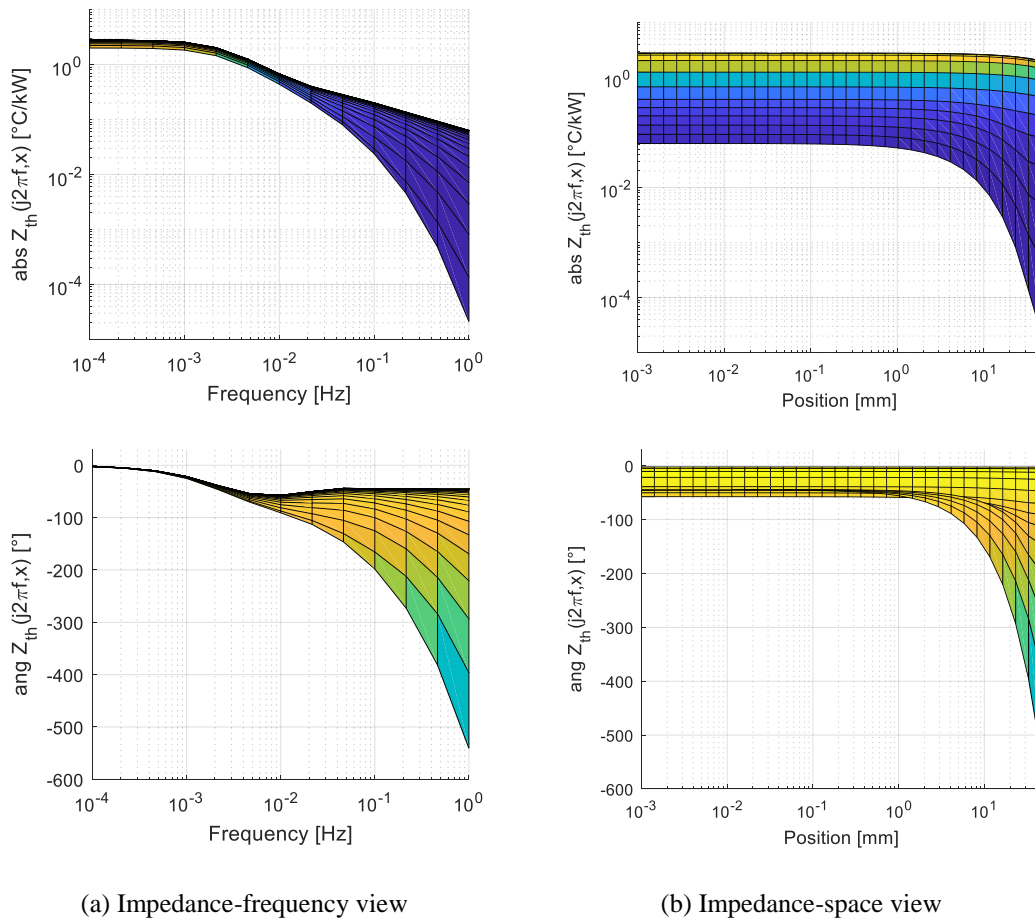 abs Z_th(j2πf,x) [°C/kW]
10^0
10^-2
10^-4
10^-4 10^-3 10^-2 10^-1 10^0
Frequency [Hz]
abs Z_th(j2πf,x) [°C/kW]
10^0
10^-2
10^-4
10^-3 10^-2 10^-1 10^0 10^1
Position [mm]
ang Z_th(j2πf,x) [°]
0
-100
-200
-300
-400
-500
-600
10^-4 10^-3 10^-2 10^-1 10^0
Frequency [Hz]
ang Z_th(j2πf,x) [°]
0
-100
-200
-300
-400
-500
-600
10^-3 10^-2 10^-1 10^0 10^1
Position [mm]
(a) Impedance-frequency view
(b) Impedance-space view